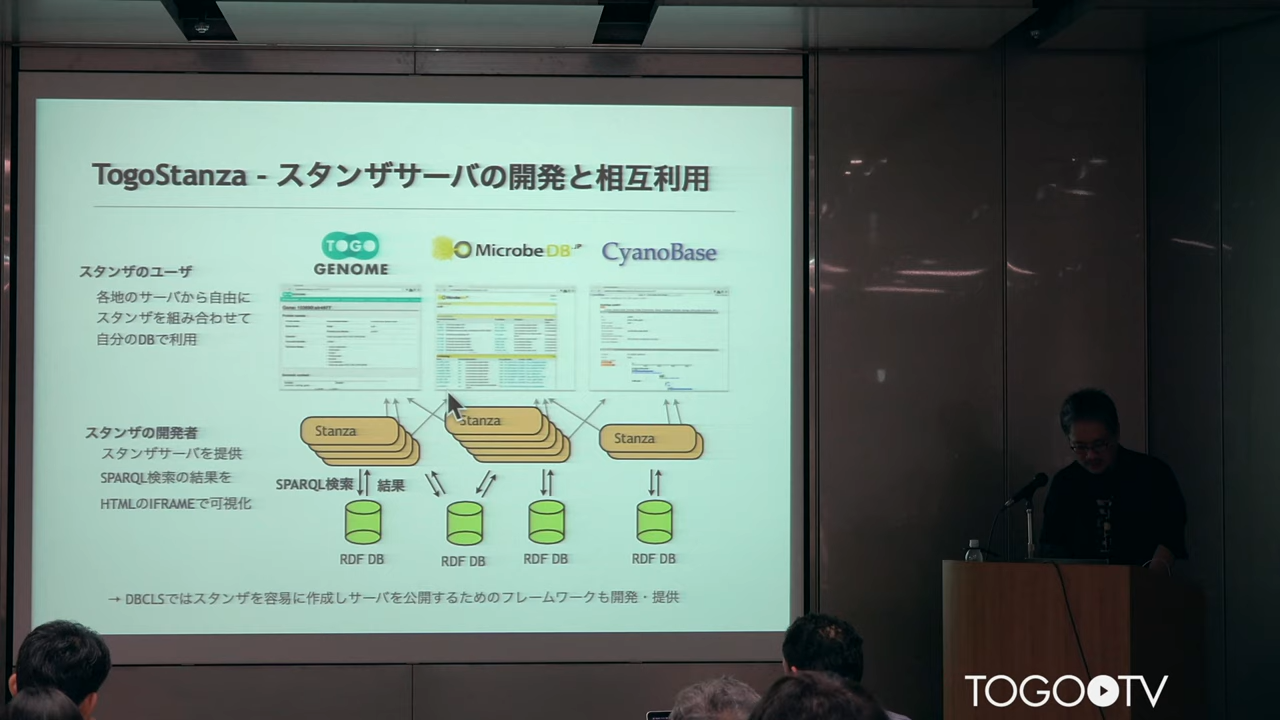 TogoStanza - スタンザサーバの開発と相互利用
TOGO
GENOME
MicrobeDB.jp
CyanoBase
スタンザのユーザ
各地のサーバから自由に
スタンザを組み合わせて
自分のDBで利用
スタンザの開発者
スタンザサーバを提供
SPARQL検索の結果を
HTMLのIFRAMEで可視化
Stanza
Stanza
Stanza
SPARQL検索
結果
RDF DB
RDF DB
RDF DB
RDF DB
→ DBCLSではスタンザを容易に作成しサーバを公開するためのフレームワークも開発・提供
TOGOTV